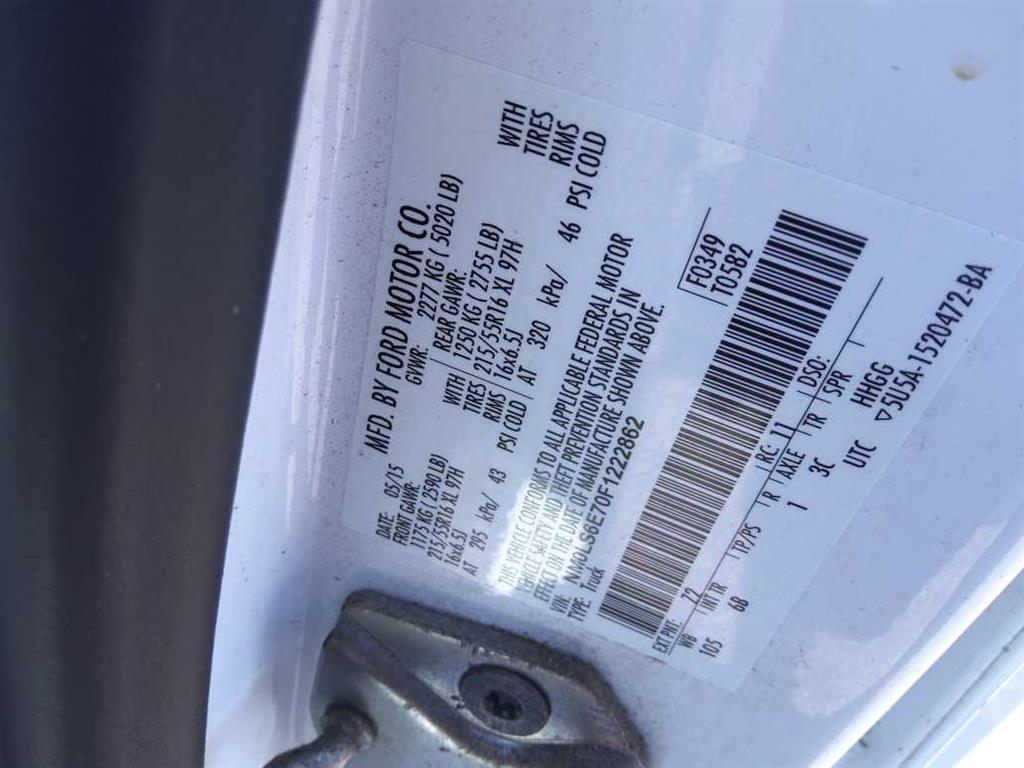 MFD. BY FORD MOTOR CO.
DATE: 05/15 GVWR: 2277 KG ( 5020 LB)
FRONT GAWR: REAR GAWR: WITH
1175 KG ( 2590 LB) 1250 KG ( 2755 LB) TIRES
215/55R16 XL 97H TIRES 215/55R16 XL 97H RIMS
16x6.5J RIMS 16x6.5J
AT 295 kPa/ 43 PSI COLD AT 320 kPa/ 46 PSI COLD
WITH
TIRES
RIMS
THIS VEHICLE CONFORMS TO ALL APPLICABLE FEDERAL MOTOR
VEHICLE SAFETY AND THEFT PREVENTION STANDARDS IN
EFFECT ON THE DATE OF MANUFACTURE SHOWN ABOVE.
VIN: NM0LS6E70F1222862
TYPE: Truck
F0349
T0582
EXT PNT: Z2 RC: 11 DSO:
WB INT TR TP/PS R AXLE TR SPR
105 6B 1 3C
UTC HHGG
▽5U5A-1520472-BA